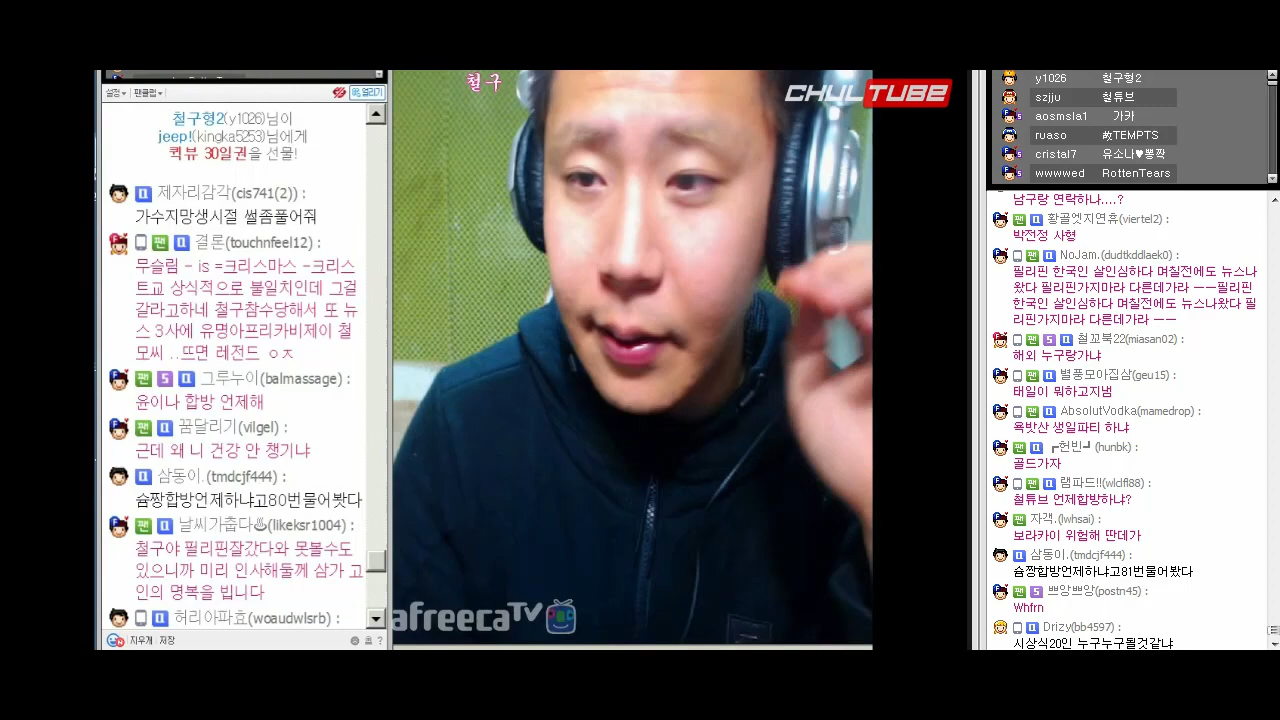 설정▾ 팬클럽▾ 열리기
철구형2(y1026)님이
jeep!(kingka5253)님에게
퀵뷰 30일권을 선물!
제자리감각(cis741(2)) :
가수지망생시절 썰좀풀어줘
결론(touchnfeel12) :
무슬림 - is =크리스마스 -크리스
트교 상식적으로 불일치인데 그걸
갈라고하네 철구참수당해서 또 뉴
스 3사에 유명아프리카비제이 철
모씨 ..뜨면 레전드 ㅇㅈ
그루누이(balmassage) :
윤이나 합방 언제해
꿈달리기(vilgel) :
근데 왜 니 건강 안 챙기냐
삼동이.(tmdcjf444) :
슴짱합방언제하냐고80번물어봣다
날씨가춥다♨(likeksr1004) :
철구야 필리핀잘갔다와 못볼수도
있으니까 미리 인사해둘께 삼가 고
인의 명복을 빕니다
허리아파효(woaudwlsrb) :
지우개 저장
철구
CHULTUBE
afreecaTV
y1026 철구형2
szjju 철튜브
aosmsla1 가카
ruaso 故TEMPTS
cristal7 유소나♥뽕짝
wwwwed RottenTears
남구랑 연락하나....?
꽐골엣지연휴(viertel2) :
박전정 사형
NoJam.(dudtkddlaek0) :
필리핀 한국인 살인심하다 며칠전에도 뉴스나
왔다 필리핀가지마라 다른데가라 ㅡㅡ필리핀
한국인 살인심하다 며칠전에도 뉴스나왔다 필
리핀가지마라 다른데가라 ㅡㅡ
철꼬북22(miasan02) :
해외 누구랑가냐
별풍모아집삼(geu15) :
태일이 뭐하고지냄
AbsolutVodka(mamedrop) :
욕밧산 생일파티 하냐
┏헌빈┛(hunbk) :
골드가자
램파드!!(wlcffl88) :
철튜브 언제합방하냐?
자객.(lwhsai) :
보라카이 위험해 딴데가
삼동이.(tmdcjf444) :
슴짱합방언제하냐고81번물어봤다
쁘앙쁘앙(postn45) :
Whfrn
Drizy(bb4597) :
시상식20인 누구누구될것같냐